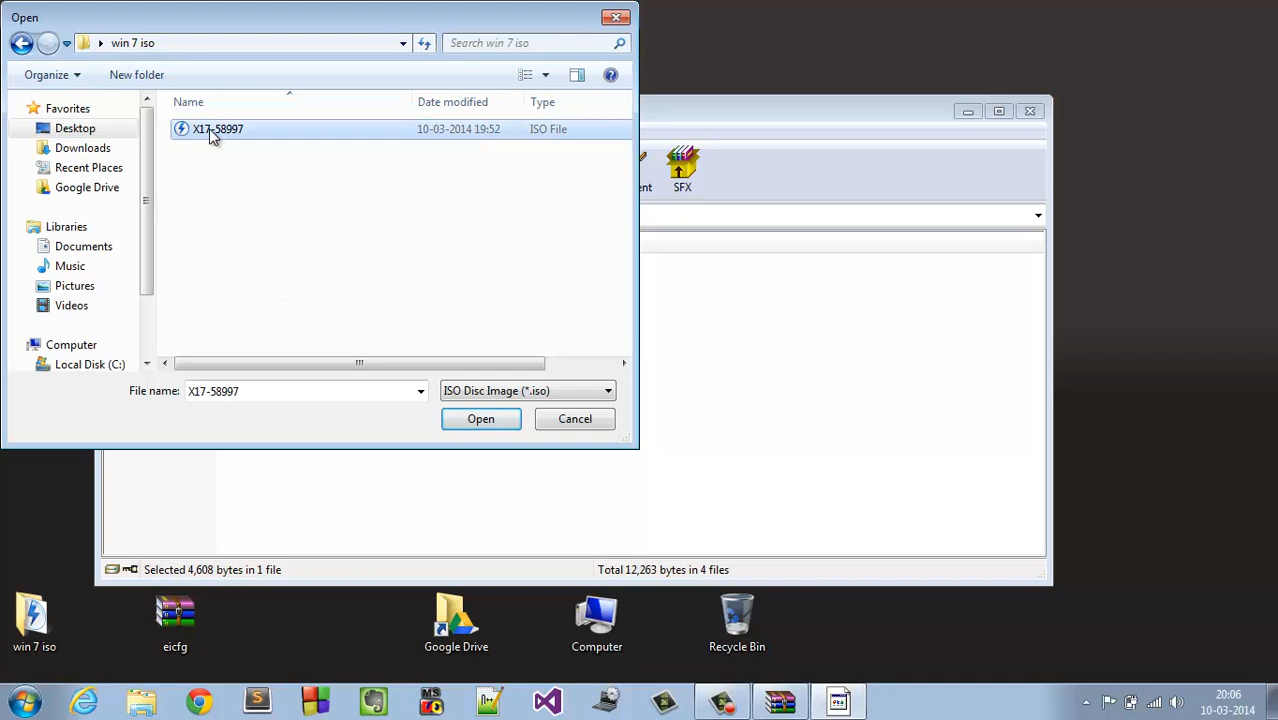 Open
win 7 iso
Search win 7 iso
Organize
New folder
Favorites
Desktop
Downloads
Recent Places
Google Drive
Libraries
Documents
Music
Pictures
Videos
Computer
Local Disk (C:)
Name
Date modified
Type
X17-58997
10-03-2014 19:52
ISO File
File name:
X17-58997
ISO Disc Image (*.iso)
Open
Cancel
ent
SFX
Selected 4,608 bytes in 1 file
Total 12,263 bytes in 4 files
win 7 iso
eicfg
Google Drive
Computer
Recycle Bin
20:06
10-03-2014